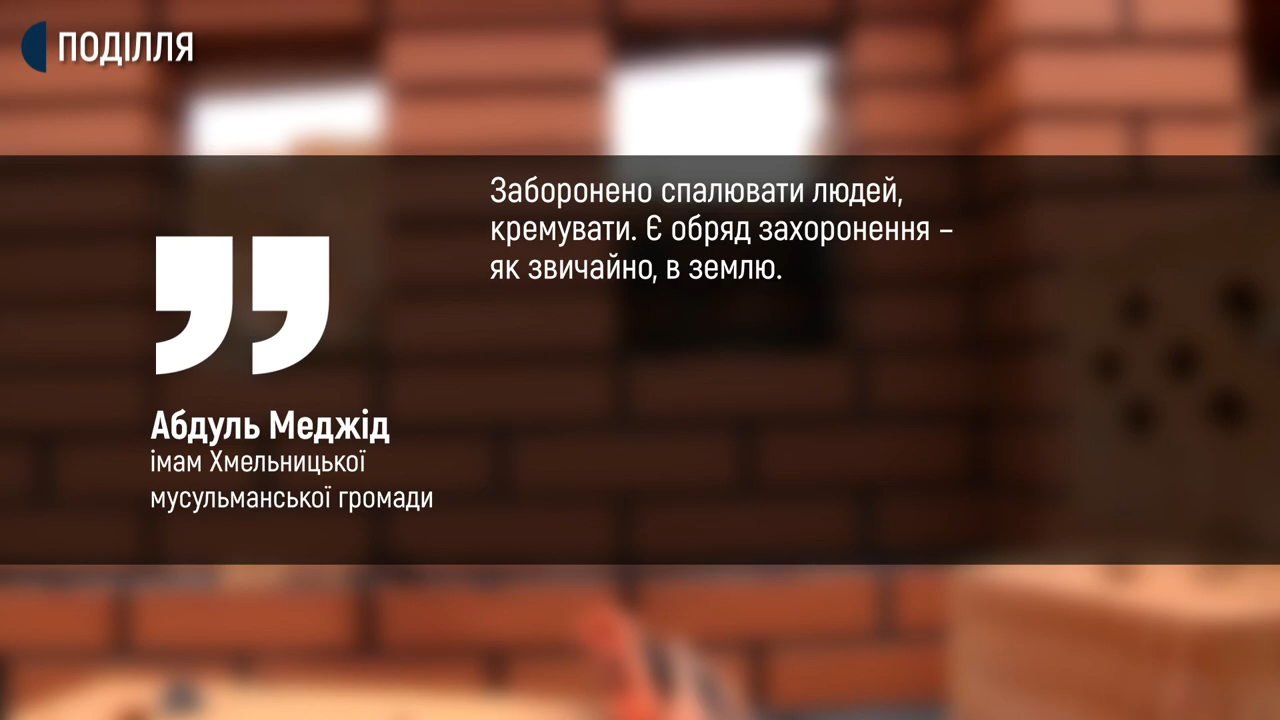 ПОДІЛЛЯ
Заборонено спалювати людей,
кремувати. Є обряд захоронення –
як звичайно, в землю.
Абдуль Меджід
імам Хмельницької
мусульманської громади